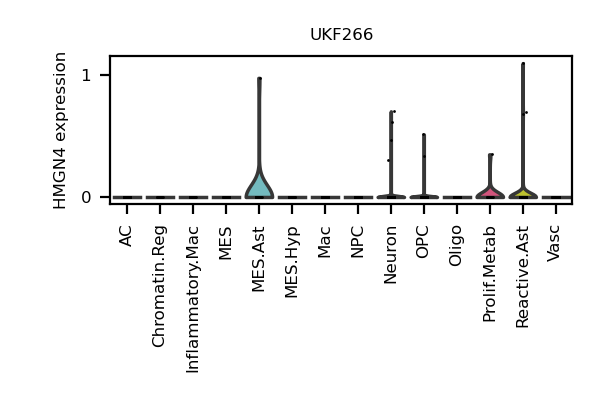 UKF266
HMGN4 expression
1
0
AC
Chromatin.Reg
Inflammatory.Mac
MES
MES.Ast
MES.Hyp
Mac
NPC
Neuron
OPC
Oligo
Prolif.Metab
Reactive.Ast
Vasc